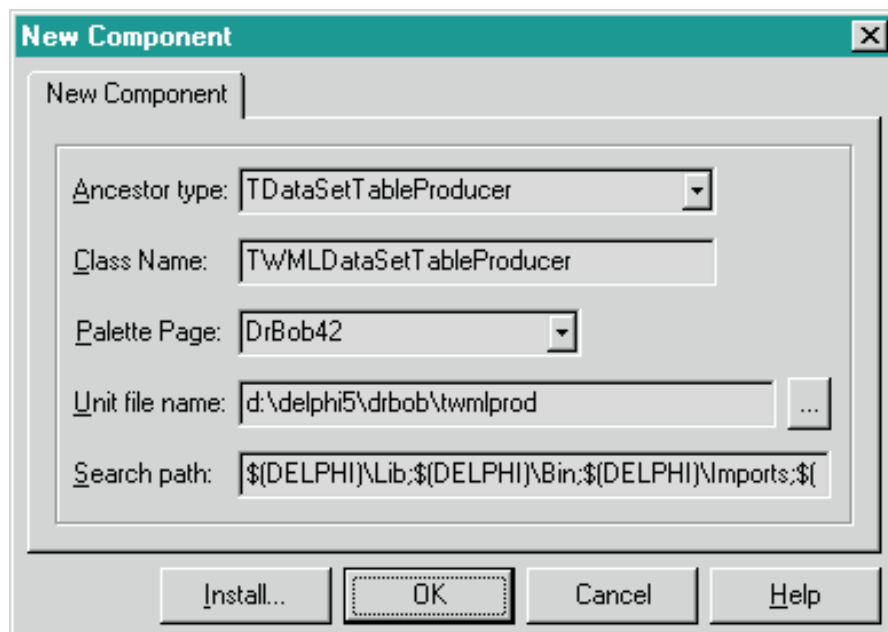 New Component
New Component
Ancestor type: TDataSetTableProducer
Class Name: TWMLDataSetTableProducer
Palette Page: DrBob42
Unit file name: d:\delphi5\drbob\twmlprod ...
Search path: $(DELPHI)\Lib;$(DELPHI)\Bin;$(DELPHI)\Imports;$(
Install... OK Cancel Help